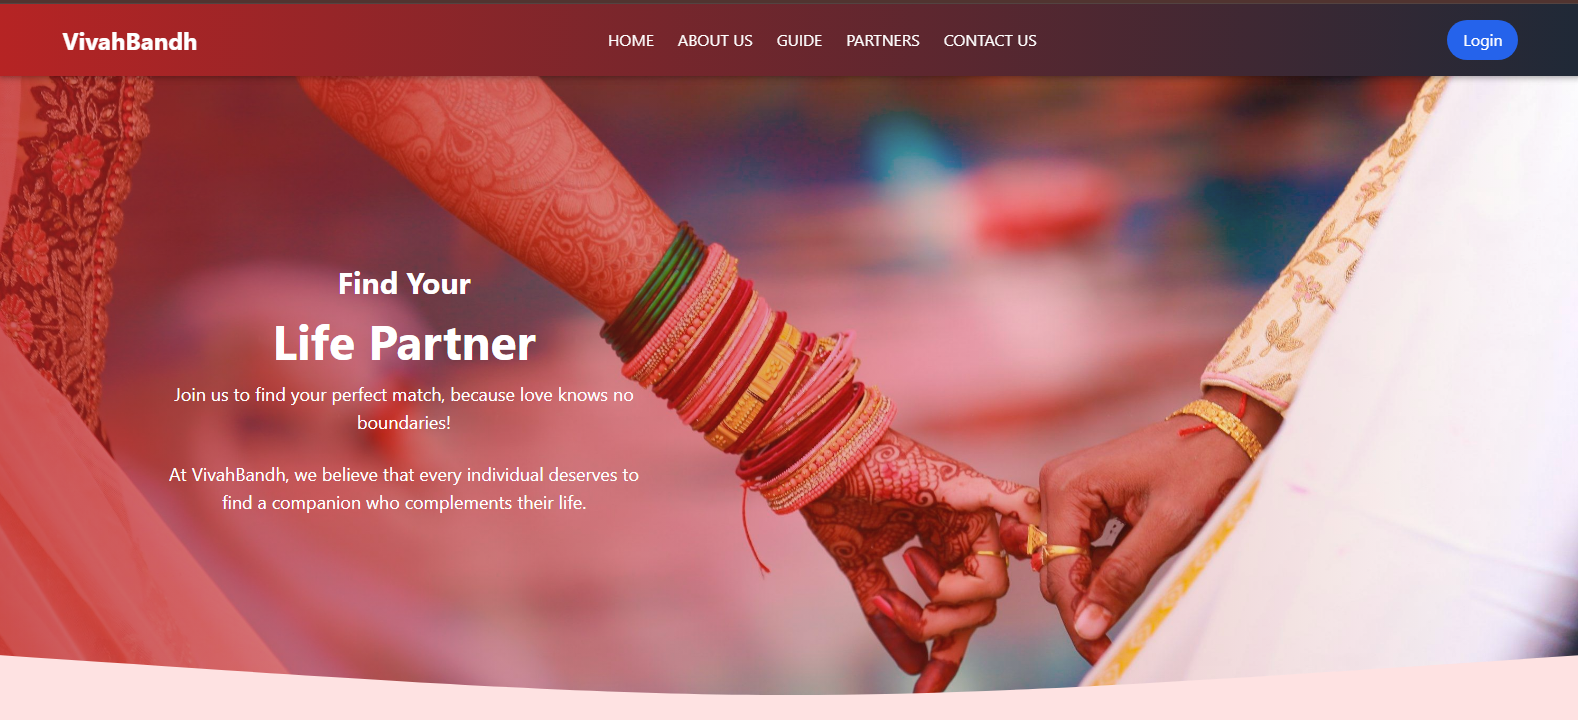 VivahBandh
HOME ABOUT US GUIDE PARTNERS CONTACT US
Login
Find Your
Life Partner
Join us to find your perfect match, because love knows no
boundaries!
At VivahBandh, we believe that every individual deserves to
find a companion who complements their life.